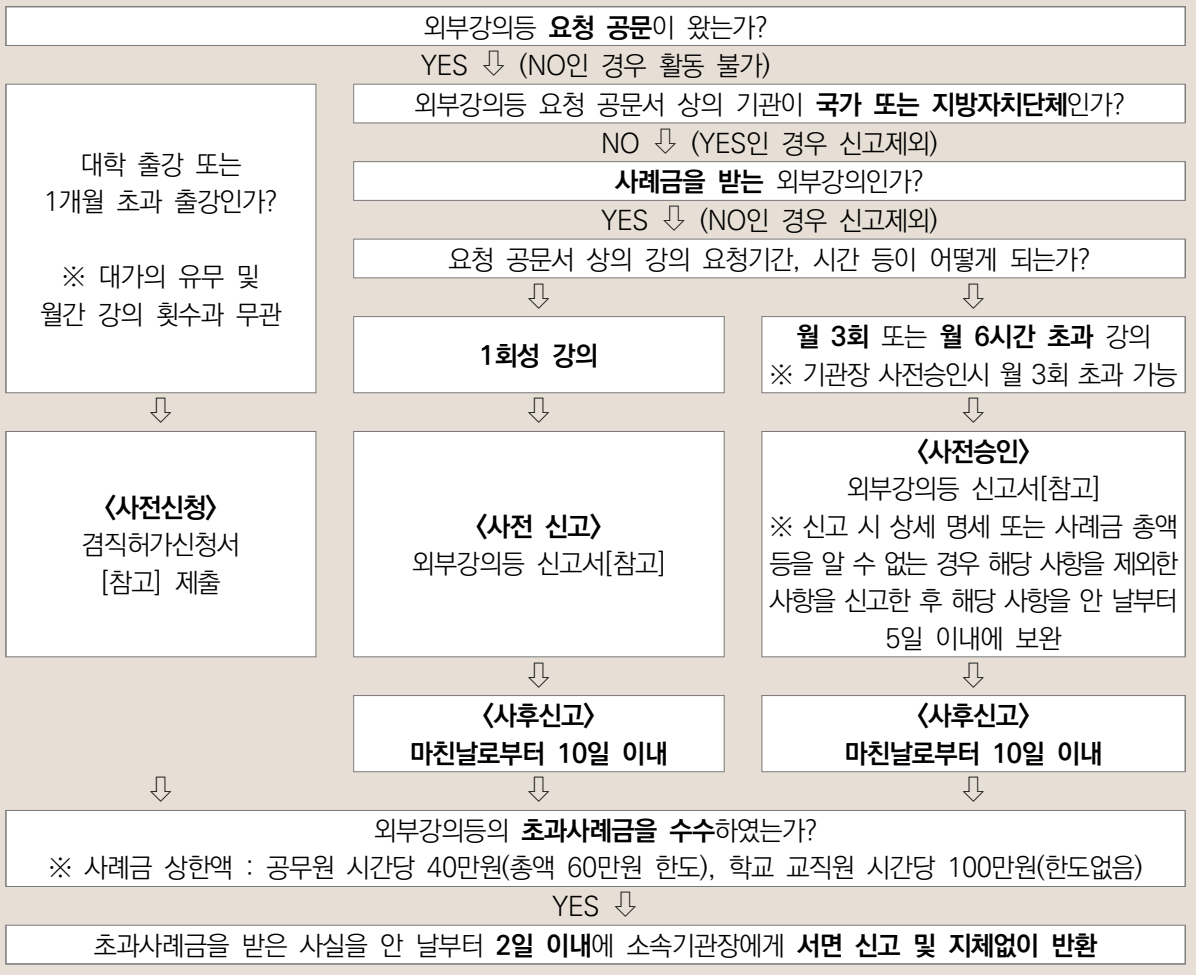 외부강의등 요청 공문이 왔는가?
YES ⇩ (NO인 경우 활동 불가)
대학 출강 또는
1개월 초과 출강인가?
※ 대가의 유무 및
월간 강의 횟수과 무관
외부강의등 요청 공문서 상의 기관이 국가 또는 지방자치단체인가?
NO ⇩ (YES인 경우 신고제외)
사례금을 받는 외부강의인가?
YES ⇩ (NO인 경우 신고제외)
요청 공문서 상의 강의 요청기간, 시간 등이 어떻게 되는가?
⇩ ⇩
1회성 강의
월 3회 또는 월 6시간 초과 강의
※ 기관장 사전승인시 월 3회 초과 가능
⇩ ⇩ ⇩
〈사전신청〉
겸직허가신청서
[참고] 제출
〈사전 신고〉
외부강의등 신고서[참고]
〈사전승인〉
외부강의등 신고서[참고]
※ 신고 시 상세 명세 또는 사례금 총액
등을 알 수 없는 경우 해당 사항을 제외한
사항을 신고한 후 해당 사항을 안 날부터
5일 이내에 보완
⇩ ⇩
〈사후신고〉
마친날로부터 10일 이내
〈사후신고〉
마친날로부터 10일 이내
⇩ ⇩ ⇩
외부강의등의 초과사례금을 수수하였는가?
※ 사례금 상한액 : 공무원 시간당 40만원(총액 60만원 한도), 학교 교직원 시간당 100만원(한도없음)
YES ⇩
초과사례금을 받은 사실을 안 날부터 2일 이내에 소속기관장에게 서면 신고 및 지체없이 반환